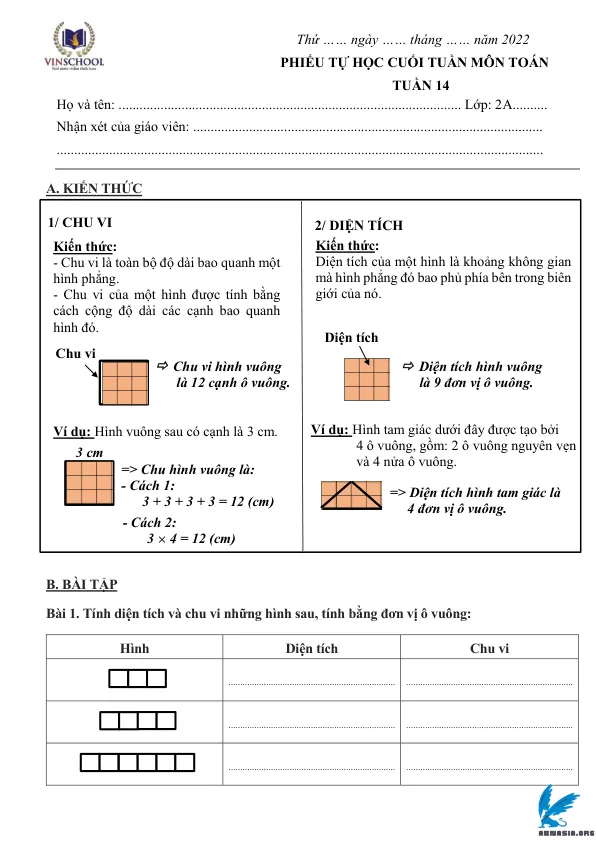 VINSCHOOL
Thứ …… ngày …… tháng …… năm 2022
PHIẾU TỰ HỌC CUỐI TUẦN MÔN TOÁN
TUẦN 14
Họ và tên: .................................................................................................. Lớp: 2A..........
Nhận xét của giáo viên: ....................................................................................................
...........................................................................................................................................
A. KIẾN THỨC
1/ CHU VI
Kiến thức:
- Chu vi là toàn bộ độ dài bao quanh một
hình phẳng.
- Chu vi của một hình được tính bằng
cách cộng độ dài các cạnh bao quanh
hình đó.
Chu vi
⇨ Chu vi hình vuông
là 12 cạnh ô vuông.
Ví dụ: Hình vuông sau có cạnh là 3 cm.
3 cm
=> Chu hình vuông là:
- Cách 1:
3 + 3 + 3 + 3 = 12 (cm)
- Cách 2:
3 × 4 = 12 (cm)
2/ DIỆN TÍCH
Kiến thức:
Diện tích của một hình là khoảng không gian
mà hình phẳng đó bao phủ phía bên trong biên
giới của nó.
Diện tích
⇨ Diện tích hình vuông
là 9 đơn vị ô vuông.
Ví dụ: Hình tam giác dưới đây được tạo bởi
4 ô vuông, gồm: 2 ô vuông nguyên vẹn
và 4 nửa ô vuông.
=> Diện tích hình tam giác là
4 đơn vị ô vuông.
B. BÀI TẬP
Bài 1. Tính diện tích và chu vi những hình sau, tính bằng đơn vị ô vuông:
Hình Diện tích Chu vi
ABNASIA.ORG